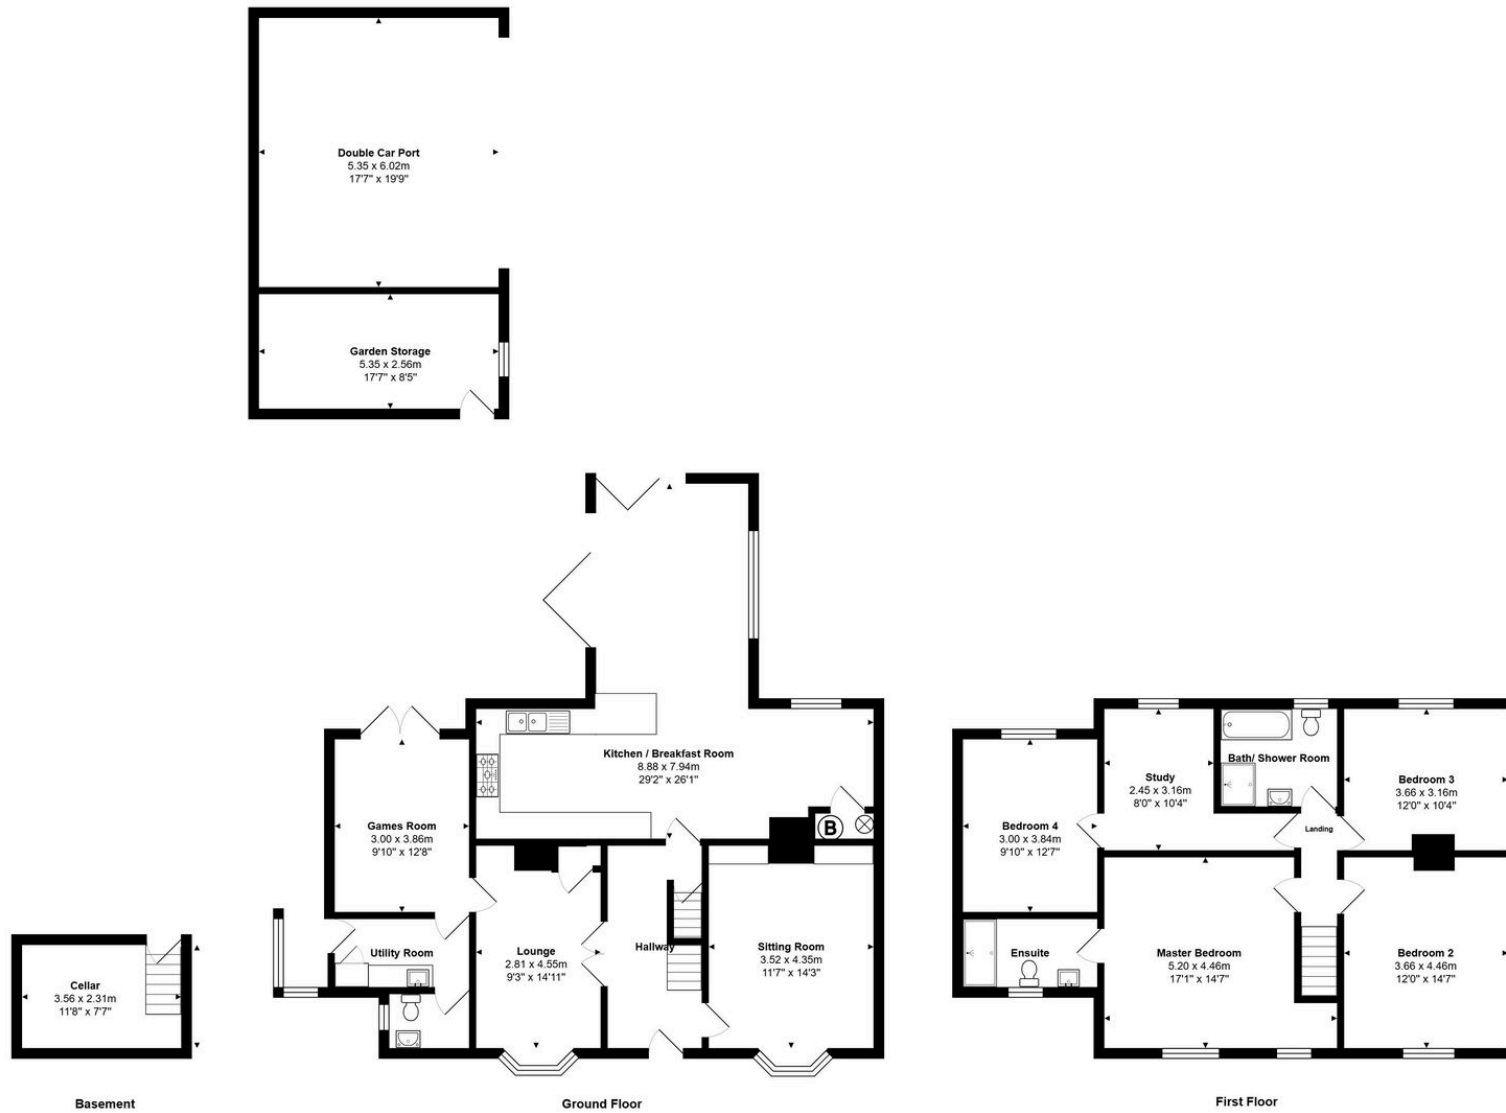 Double Car Port
5.35 x 6.02m
17'7" x 19'9"
Garden Storage
5.35 x 2.56m
17'7" x 8'5"
Kitchen / Breakfast Room
8.88 x 7.94m
29'2" x 26'1"
B
Games Room
3.00 x 3.86m
9'10" x 12'8"
Utility Room
Lounge
2.81 x 4.55m
9'3" x 14'11"
Hallway
Sitting Room
3.52 x 4.35m
11'7" x 14'3"
Cellar
3.56 x 2.31m
11'8" x 7'7"
Bath/ Shower Room
Study
2.45 x 3.16m
8'0" x 10'4"
Bedroom 3
3.66 x 3.16m
12'0" x 10'4"
Bedroom 4
3.00 x 3.84m
9'10" x 12'7"
Landing
Ensuite
Master Bedroom
5.20 x 4.46m
17'1" x 14'7"
Bedroom 2
3.66 x 4.46m
12'0" x 14'7"
Basement
Ground Floor
First Floor